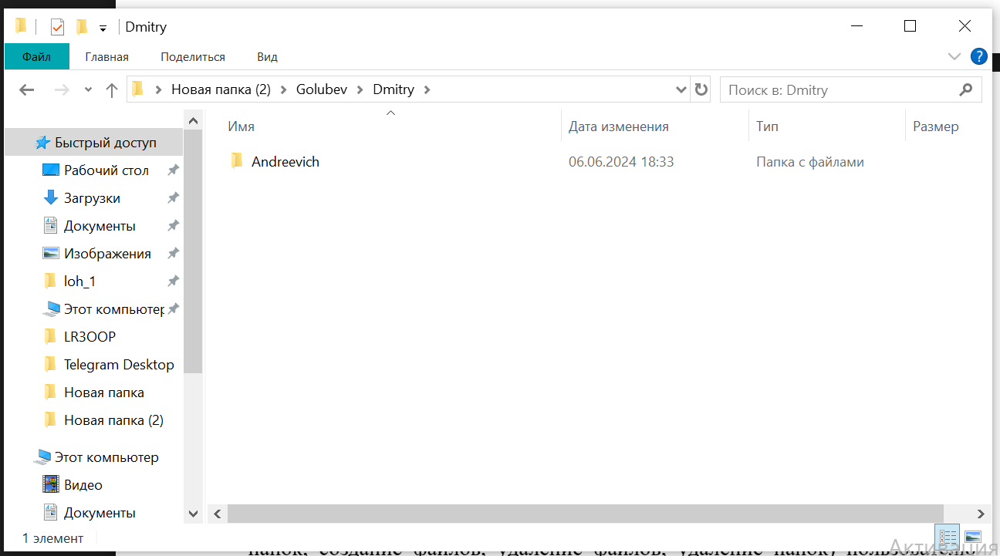 Dmitry
Файл Главная Поделиться Вид
Новая папка (2) Golubev Dmitry Поиск в: Dmitry
Имя Дата изменения Тип Размер
Andreevich 06.06.2024 18:33 Папка с файлами
Быстрый доступ
Рабочий стол
Загрузки
Документы
Изображения
loh_1
Этот компьютер
LR3OOP
Telegram Desktop
Новая папка
Новая папка (2)
Этот компьютер
Видео
Документы
1 элемент
Активация
папок, создание файлов, удаление файлов, удаление папок)